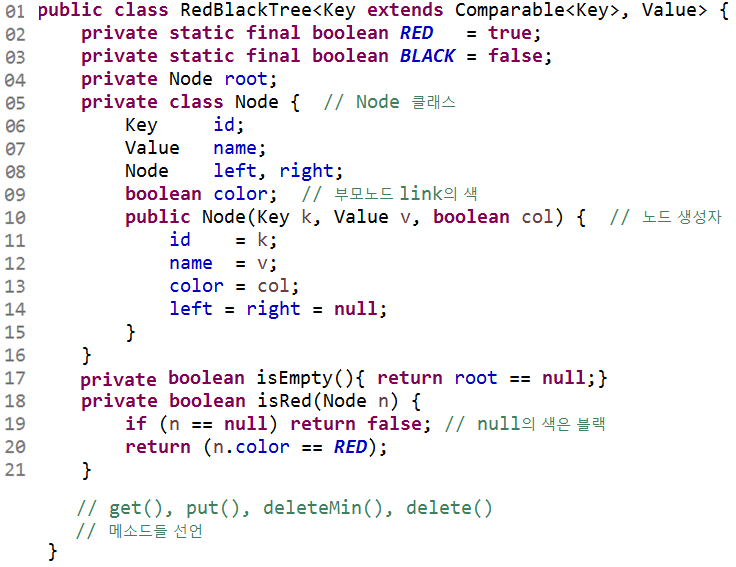 01 public class RedBlackTree<Key extends Comparable<Key>, Value> {
02     private static final boolean RED   = true;
03     private static final boolean BLACK = false;
04     private Node root;
05     private class Node {  // Node 클래스
06         Key     id;
07         Value   name;
08         Node    left, right;
09         boolean color;  // 부모노드 link의 색
10         public Node(Key k, Value v, boolean col) {  // 노드 생성자
11             id    = k;
12             name  = v;
13             color = col;
14             left = right = null;
15         }
16     }
17     private boolean isEmpty(){ return root == null;}
18     private boolean isRed(Node n) {
19         if (n == null) return false; // null의 색은 블랙
20         return (n.color == RED);
21     }
// get(), put(), deleteMin(), delete()
// 메소드들 선언
}